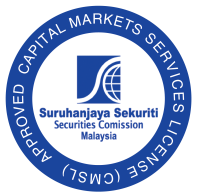 APPROVED CAPITAL MARKETS SERVICES LICENSE (CMSL)
Suruhanjaya Sekuriti
Securities Comission
Malaysia